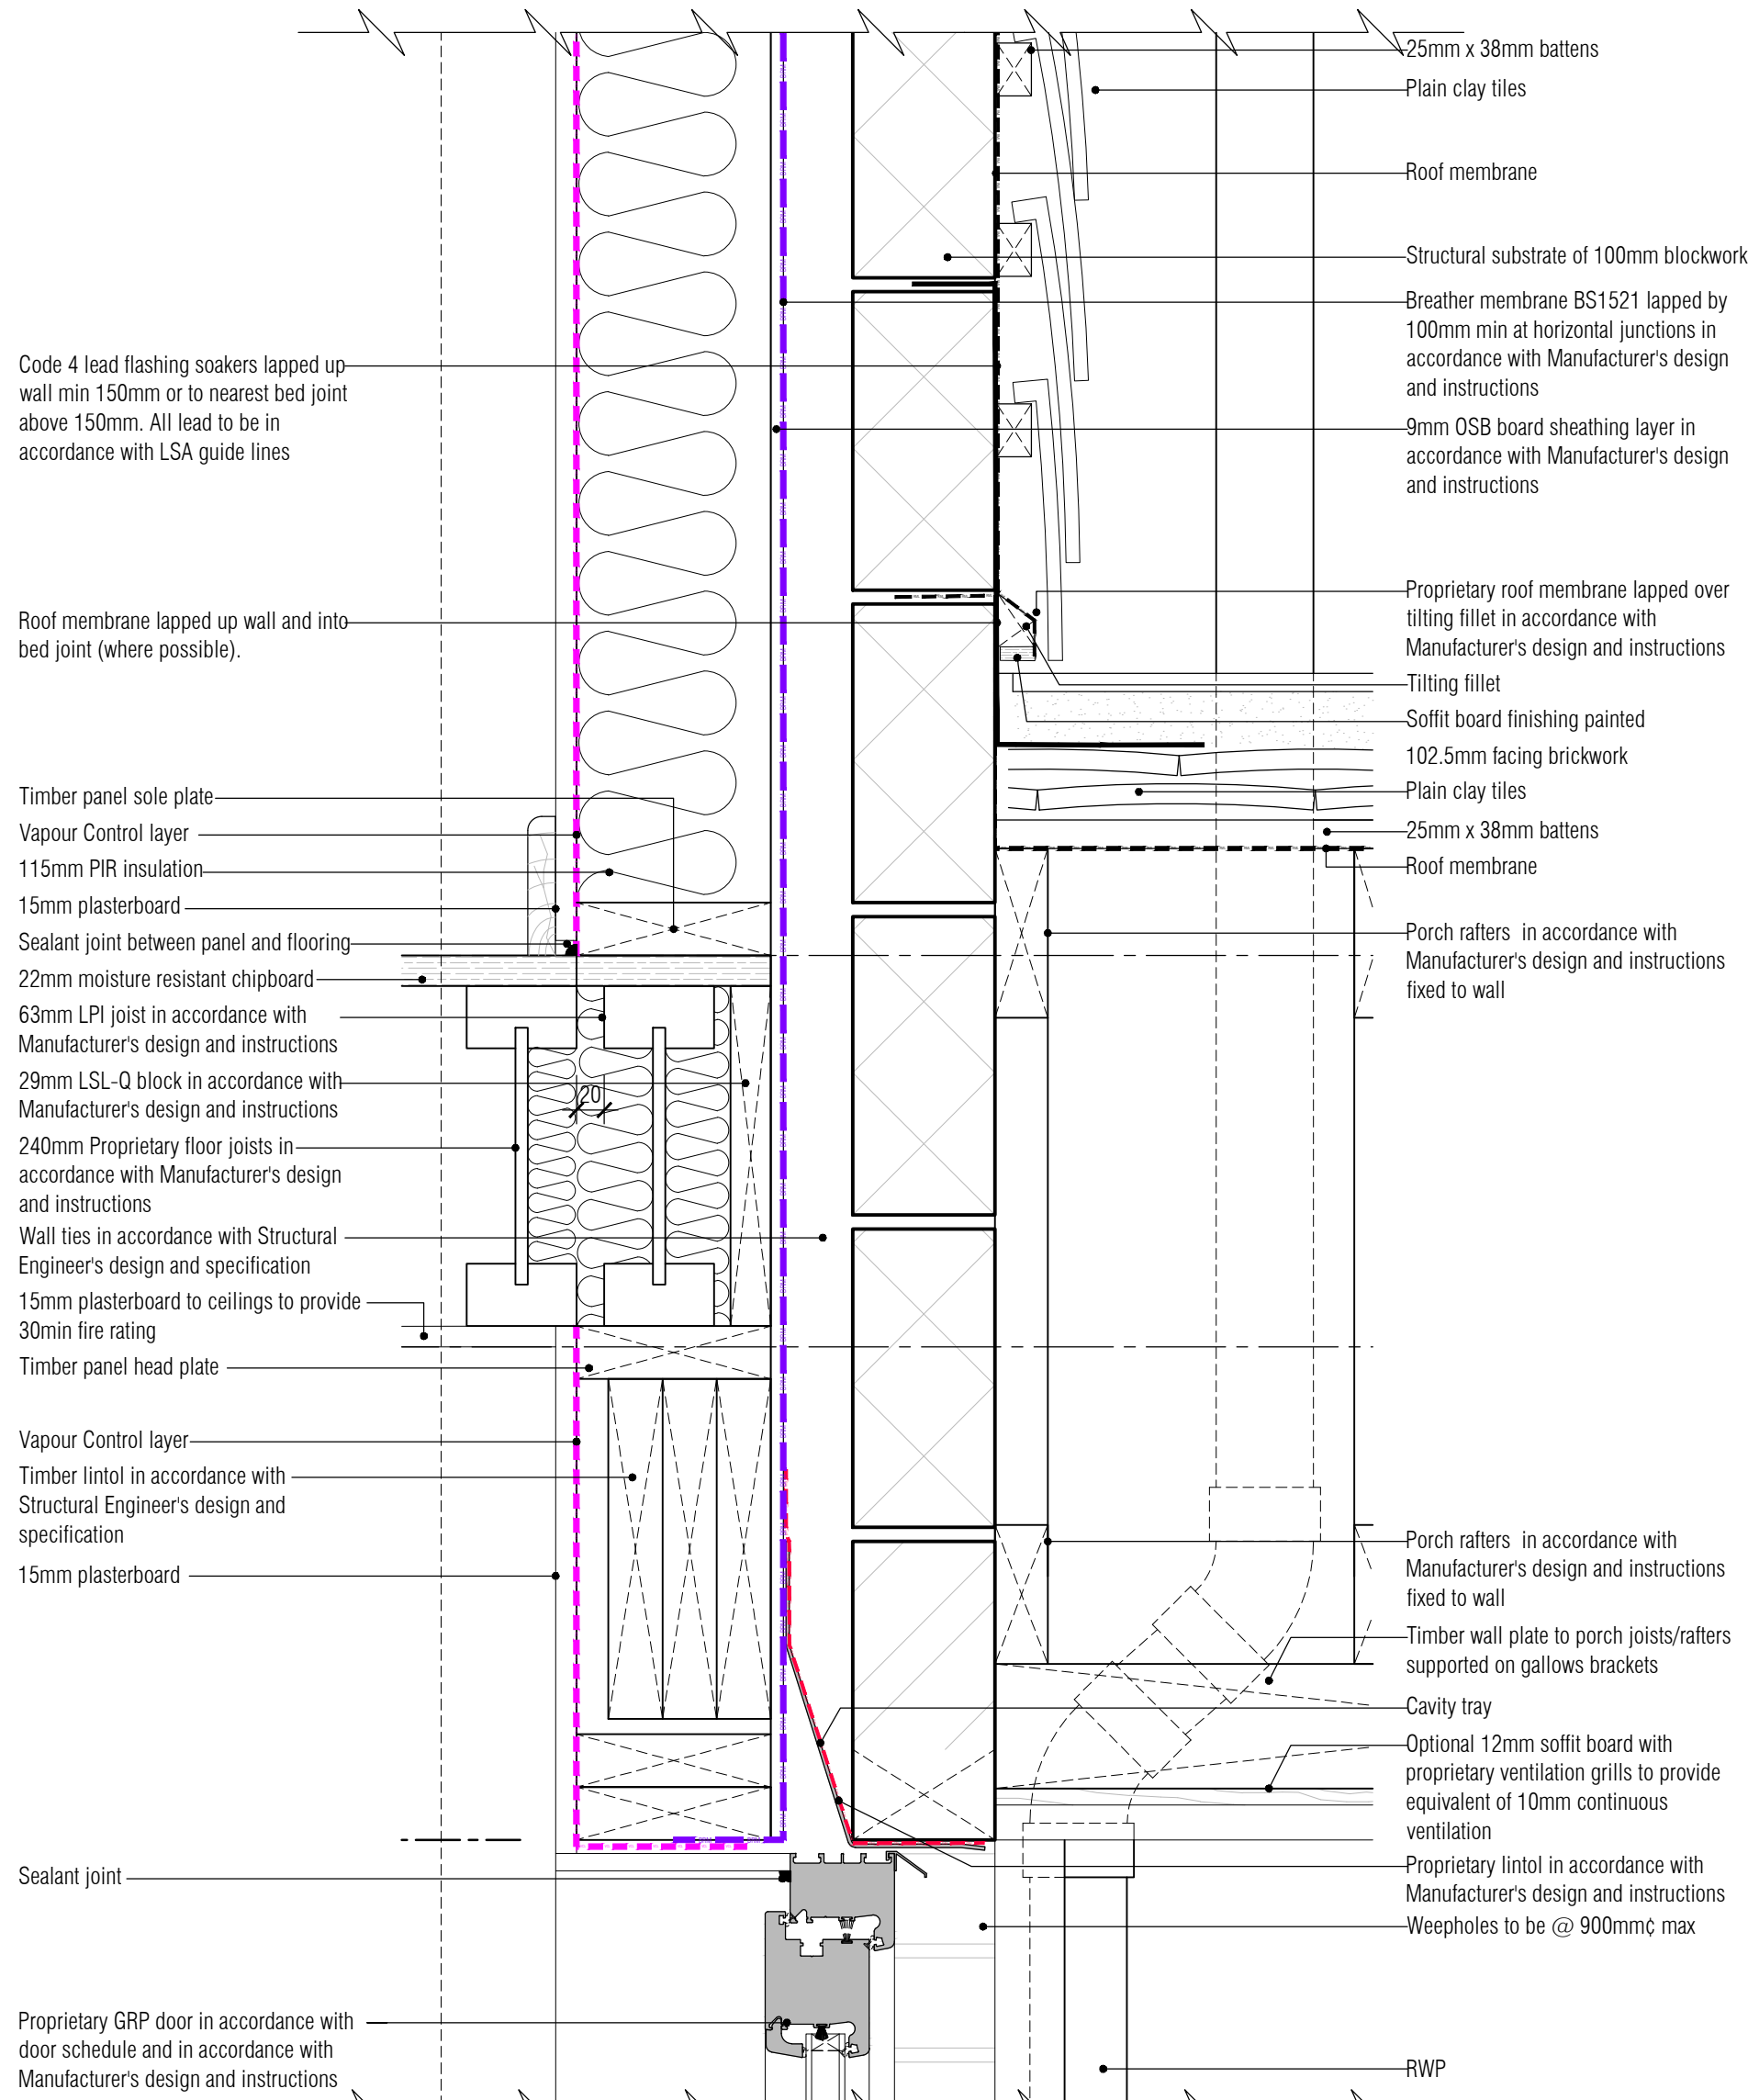 Code 4 lead flashing soakers lapped up
wall min 150mm or to nearest bed joint
above 150mm. All lead to be in
accordance with LSA guide lines
Roof membrane lapped up wall and into
bed joint (where possible).
Timber panel sole plate
Vapour Control layer
115mm PIR insulation
15mm plasterboard
Sealant joint between panel and flooring
22mm moisture resistant chipboard
63mm LPI joist in accordance with
Manufacturer's design and instructions
29mm LSL-Q block in accordance with
Manufacturer's design and instructions
240mm Proprietary floor joists in
accordance with Manufacturer's design
and instructions
Wall ties in accordance with Structural
Engineer's design and specification
15mm plasterboard to ceilings to provide
30min fire rating
Timber panel head plate
Vapour Control layer
Timber lintol in accordance with
Structural Engineer's design and
specification
15mm plasterboard
Sealant joint
Proprietary GRP door in accordance with
door schedule and in accordance with
Manufacturer's design and instructions
20
25mm x 38mm battens
Plain clay tiles
Roof membrane
Structural substrate of 100mm blockwork
Breather membrane BS1521 lapped by
100mm min at horizontal junctions in
accordance with Manufacturer's design
and instructions
9mm OSB board sheathing layer in
accordance with Manufacturer's design
and instructions
Proprietary roof membrane lapped over
tilting fillet in accordance with
Manufacturer's design and instructions
Tilting fillet
Soffit board finishing painted
102.5mm facing brickwork
Plain clay tiles
25mm x 38mm battens
Roof membrane
Porch rafters  in accordance with
Manufacturer's design and instructions
fixed to wall
Porch rafters  in accordance with
Manufacturer's design and instructions
fixed to wall
Timber wall plate to porch joists/rafters
supported on gallows brackets
Cavity tray
Optional 12mm soffit board with
proprietary ventilation grills to provide
equivalent of 10mm continuous
ventilation
Proprietary lintol in accordance with
Manufacturer's design and instructions
Weepholes to be @ 900mm¢ max
RWP